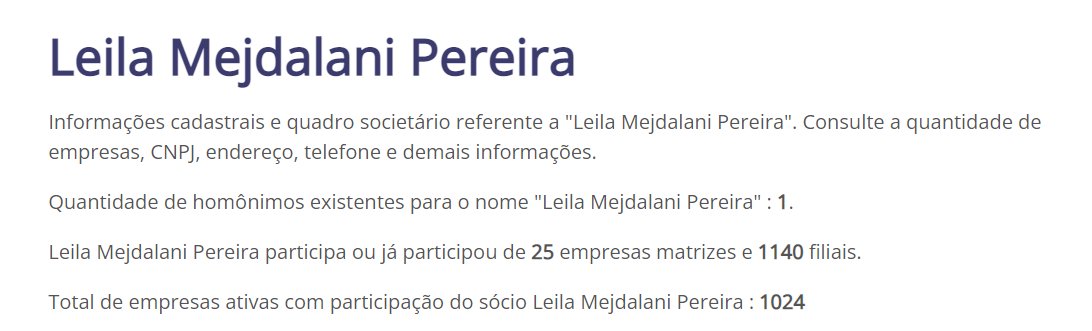 Leila Mejdalani Pereira
Informações cadastrais e quadro societário referente a "Leila Mejdalani Pereira". Consulte a quantidade de
empresas, CNPJ, endereço, telefone e demais informações.
Quantidade de homônimos existentes para o nome "Leila Mejdalani Pereira" : 1.
Leila Mejdalani Pereira participa ou já participou de 25 empresas matrizes e 1140 filiais.
Total de empresas ativas com participação do sócio Leila Mejdalani Pereira : 1024